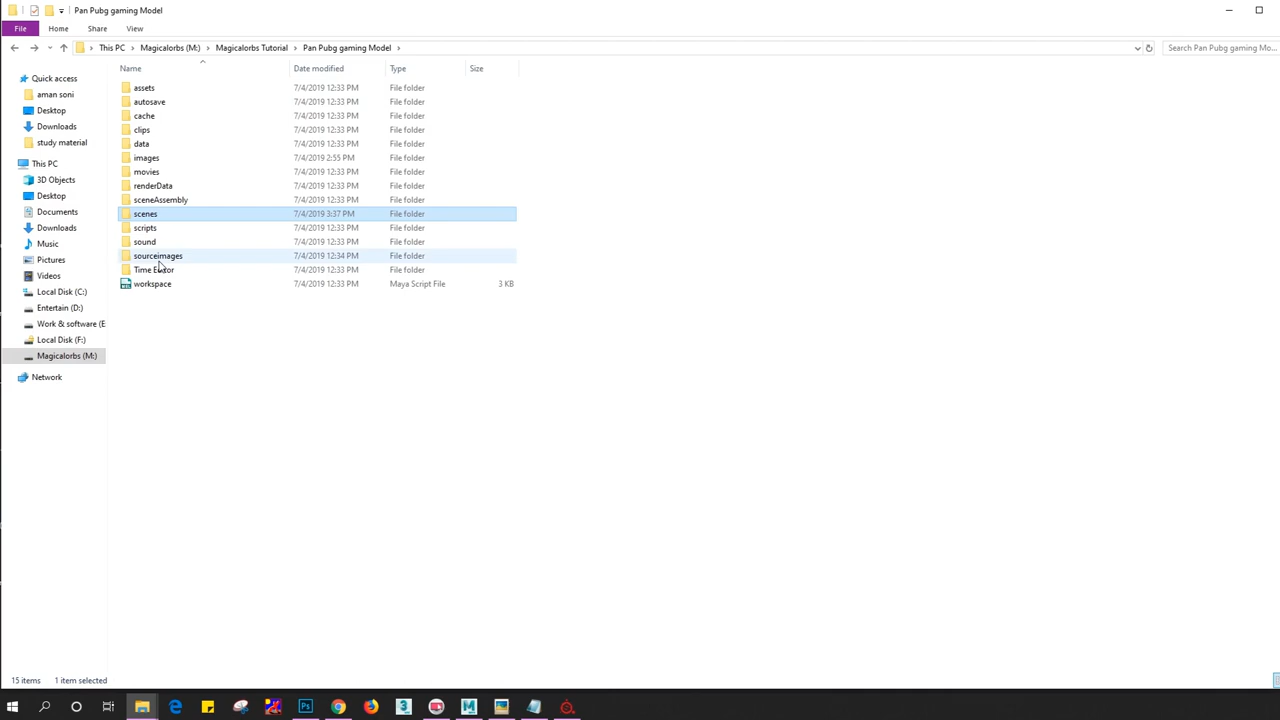 Pan Pubg gaming Model
File Home Share View
This PC Magicalorbs (M:) Magicalorbs Tutorial Pan Pubg gaming Model Search Pan Pubg gaming Mo...
Name Date modified Type Size
Quick access
aman soni
Desktop
Downloads
study material
This PC
3D Objects
Desktop
Documents
Downloads
Music
Pictures
Videos
Local Disk (C:)
Entertain (D:)
Work & software (E
Local Disk (F:)
Magicalorbs (M:)
Network
assets 7/4/2019 12:33 PM File folder
autosave 7/4/2019 12:33 PM File folder
cache 7/4/2019 12:33 PM File folder
clips 7/4/2019 12:33 PM File folder
data 7/4/2019 12:33 PM File folder
images 7/4/2019 2:55 PM File folder
movies 7/4/2019 12:33 PM File folder
renderData 7/4/2019 12:33 PM File folder
sceneAssembly 7/4/2019 12:33 PM File folder
scenes 7/4/2019 3:37 PM File folder
scripts 7/4/2019 12:33 PM File folder
sound 7/4/2019 12:33 PM File folder
sourceimages 7/4/2019 12:34 PM File folder
Time Editor 7/4/2019 12:33 PM File folder
workspace 7/4/2019 12:33 PM Maya Script File 3 KB
15 items 1 item selected
Ps
3
M